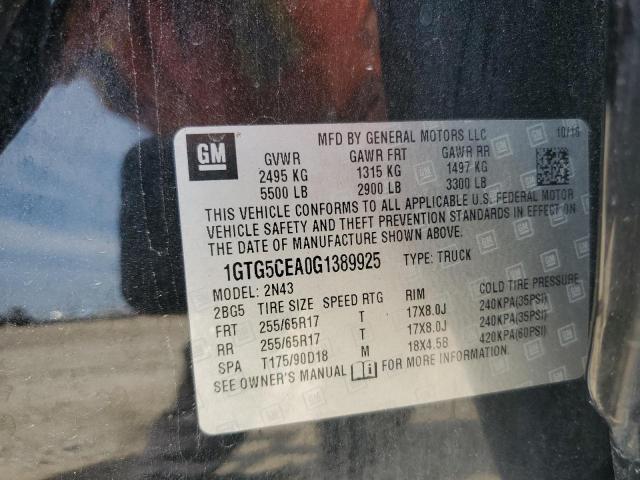 GM
MFD BY GENERAL MOTORS LLC 10/16
GVWR GAWR FRT GAWR RR
2495 KG 1315 KG 1497 KG
5500 LB 2900 LB 3300 LB
THIS VEHICLE CONFORMS TO ALL APPLICABLE U.S. FEDERAL MOTOR
VEHICLE SAFETY AND THEFT PREVENTION STANDARDS IN EFFECT ON
THE DATE OF MANUFACTURE SHOWN ABOVE.
1GTG5CEA0G1389925 TYPE: TRUCK
MODEL: 2N43
2BG5 TIRE SIZE SPEED RTG RIM COLD TIRE PRESSURE
FRT 255/65R17 T 17X8.0J 240KPA(35PSI)
RR 255/65R17 T 17X8.0J 240KPA(35PSI)
SPA T175/90D18 M 18X4.5B 420KPA(60PSI)
SEE OWNER'S MANUAL FOR MORE INFORMATION.